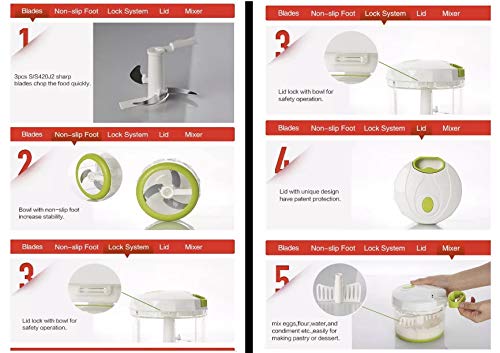 Blades Non-slip Foot Lock System Lid Mixer
1
3pcs S/S420J2 sharp
blades chop the food quickly.
Blades Non-slip Foot Lock System Lid Mixer
2
Bowl with non-slip foot
increase stability.
Blades Non-slip Foot Lock System Lid Mixer
3
Lid lock with bowl for
safety operation.
Blades Non-slip Foot Lock System Lid Mixer
3
Lid lock with bowl for
safety operation.
Blades Non-slip Foot Lock System Lid Mixer
4
Lid with unique design
have patent protection.
Blades Non-slip Foot Lock System Lid Mixer
5
mix eggs,flour,water,and
condiment etc.,easily for
making pastry or dessert.